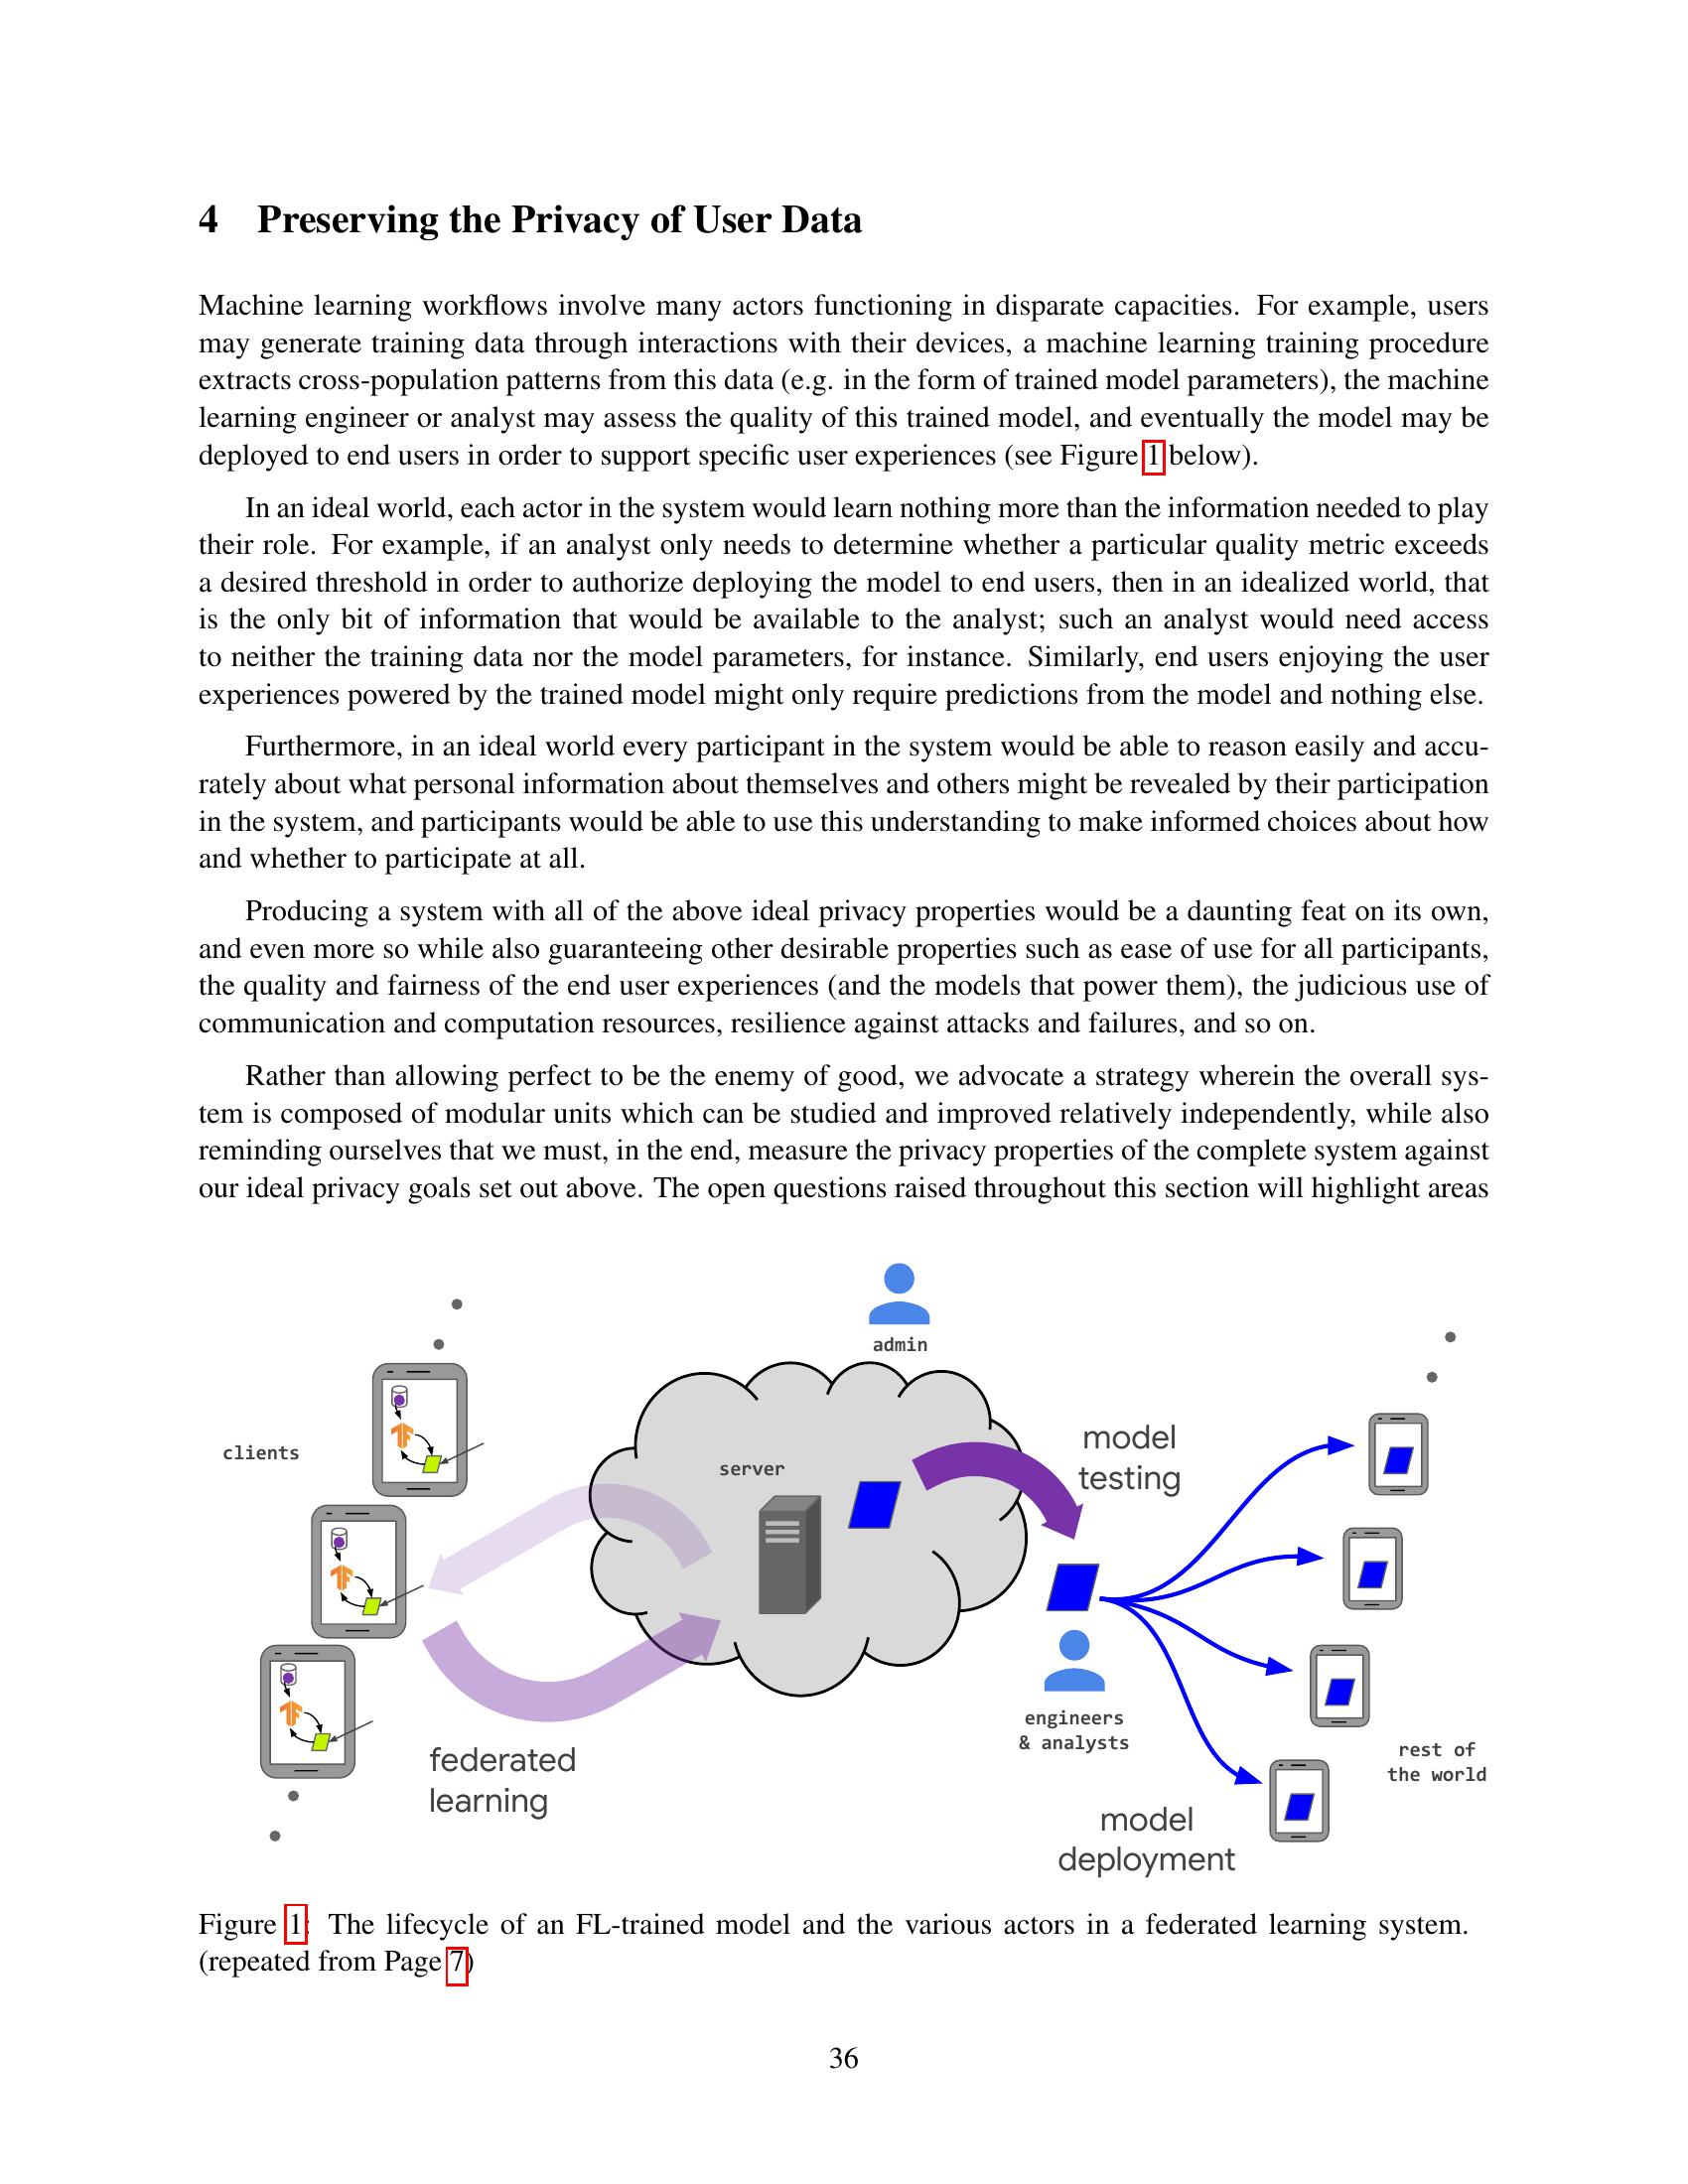 4 Preserving the Privacy of User Data
Machine learning workflows involve many actors functioning in disparate capacities. For example, users
may generate training data through interactions with their devices, a machine learning training procedure
extracts cross-population patterns from this data (e.g. in the form of trained model parameters), the machine
learning engineer or analyst may assess the quality of this trained model, and eventually the model may be
deployed to end users in order to support specific user experiences (see Figure 1 below).
In an ideal world, each actor in the system would learn nothing more than the information needed to play
their role. For example, if an analyst only needs to determine whether a particular quality metric exceeds
a desired threshold in order to authorize deploying the model to end users, then in an idealized world, that
is the only bit of information that would be available to the analyst; such an analyst would need access
to neither the training data nor the model parameters, for instance. Similarly, end users enjoying the user
experiences powered by the trained model might only require predictions from the model and nothing else.
Furthermore, in an ideal world every participant in the system would be able to reason easily and accu-
rately about what personal information about themselves and others might be revealed by their participation
in the system, and participants would be able to use this understanding to make informed choices about how
and whether to participate at all.
Producing a system with all of the above ideal privacy properties would be a daunting feat on its own,
and even more so while also guaranteeing other desirable properties such as ease of use for all participants,
the quality and fairness of the end user experiences (and the models that power them), the judicious use of
communication and computation resources, resilience against attacks and failures, and so on.
Rather than allowing perfect to be the enemy of good, we advocate a strategy wherein the overall sys-
tem is composed of modular units which can be studied and improved relatively independently, while also
reminding ourselves that we must, in the end, measure the privacy properties of the complete system against
our ideal privacy goals set out above. The open questions raised throughout this section will highlight areas
admin
clients
server
model
testing
engineers
& analysts
rest of
the world
federated
learning
model
deployment
Figure 1: The lifecycle of an FL-trained model and the various actors in a federated learning system.
(repeated from Page 7)
36